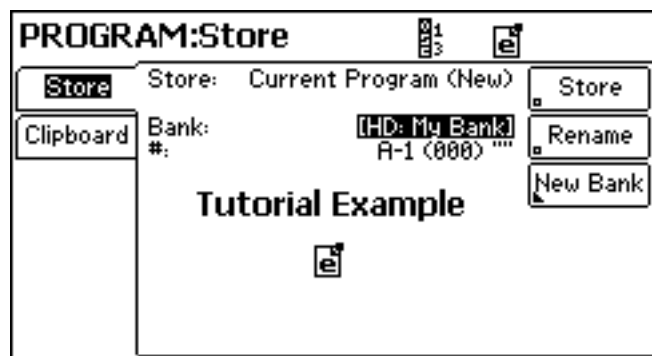 PROGRAM:Store
Store
Clipboard
Store: Current Program (New)
Bank: [HD: My Bank]
#: A-1 (000) ""
Tutorial Example
Store
Rename
New Bank